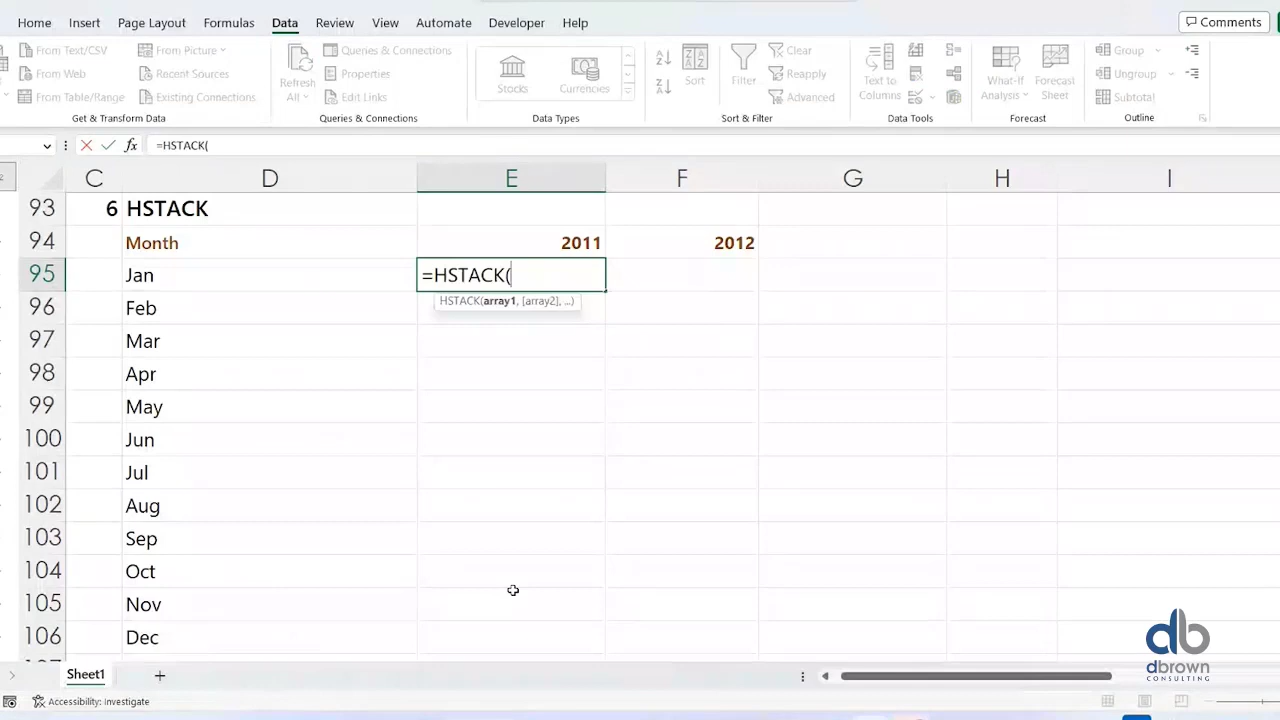 Home Insert Page Layout Formulas Data Review View Automate Developer Help Comments
From Text/CSV From Picture Queries & Connections Clear Group
From Web Recent Sources Refresh All Properties Stocks Currencies Sort Filter Reapply Text to Columns What-If Analysis Forecast Sheet Ungroup
From Table/Range Existing Connections Edit Links Advanced Subtotal
Get & Transform Data Queries & Connections Data Types Sort & Filter Data Tools Forecast Outline
fx =HSTACK(
C D E F G H I
93 6 HSTACK
94 Month 2011 2012
95 Jan =HSTACK(
HSTACK(array1, [array2], ...)
96 Feb
97 Mar
98 Apr
99 May
100 Jun
101 Jul
102 Aug
103 Sep
104 Oct
105 Nov
106 Dec
db
dbrown
CONSULTING
Sheet1
Accessibility: Investigate